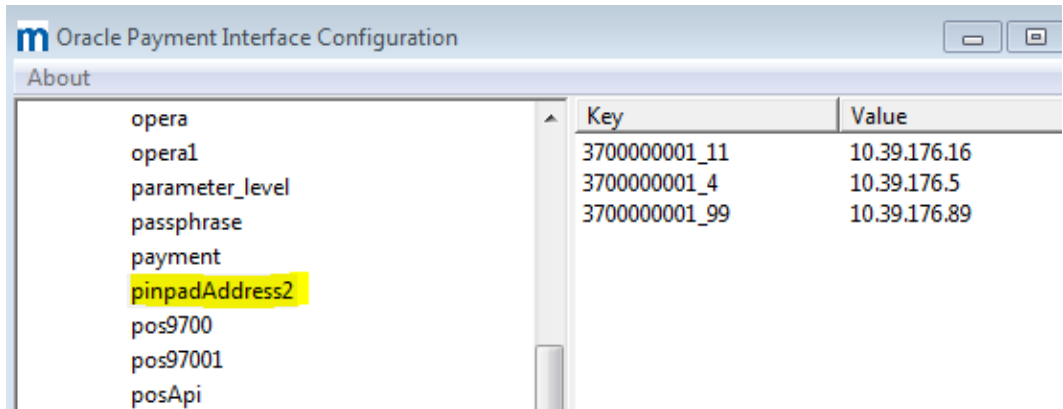 m Oracle Payment Interface Configuration
About
opera
opera1
parameter_level
passphrase
payment
pinpadAddress2
pos9700
pos97001
posApi
Key Value
3700000001_11 10.39.176.16
3700000001_4 10.39.176.5
3700000001_99 10.39.176.89